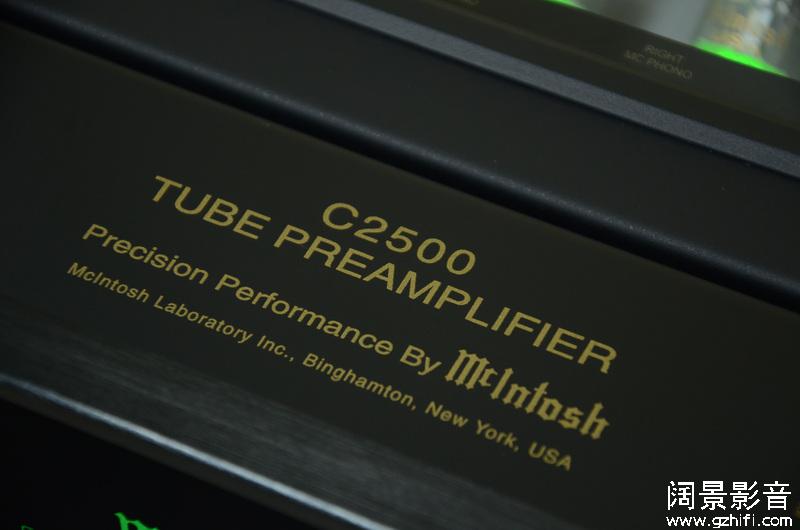 RIGHT
MC PHONO
C2500
TUBE PREAMPLIFIER
Precision Performance By McIntosh
McIntosh Laboratory Inc., Binghamton, New York, USA
阔景影音
www.gzhifi.com